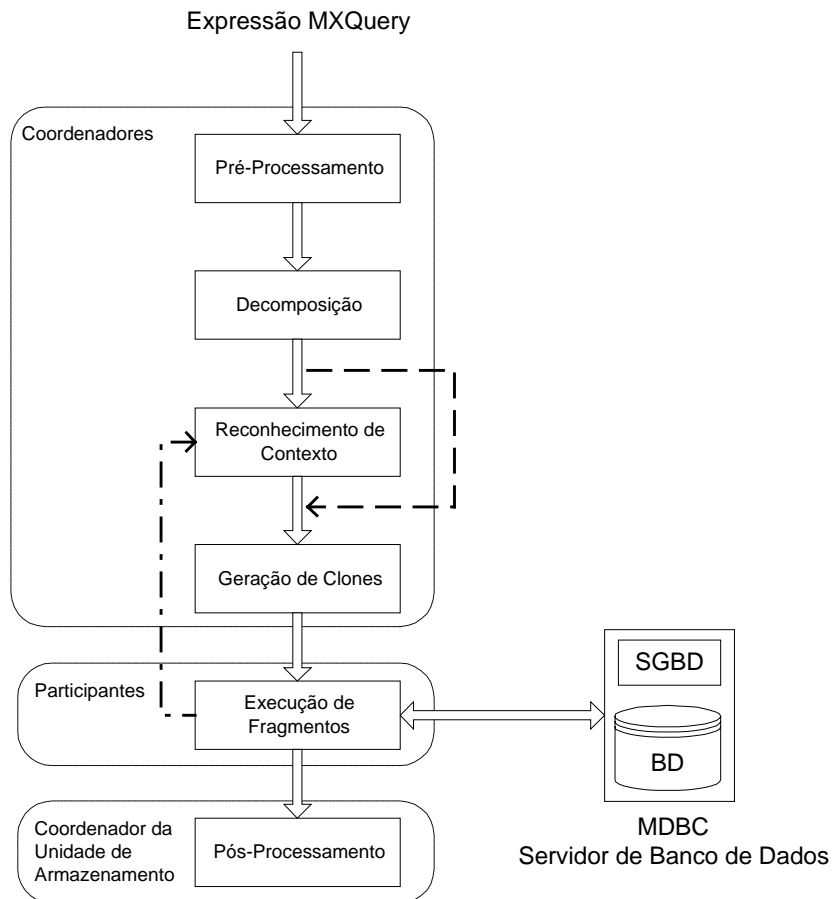 Expressão MXQuery
Coordenadores
Pré-Processamento
Decomposição
Reconhecimento de
Contexto
Geração de Clones
Participantes
Execução de
Fragmentos
SGBD
BD
MDBC
Servidor de Banco de Dados
Coordenador da
Unidade de
Armazenamento
Pós-Processamento